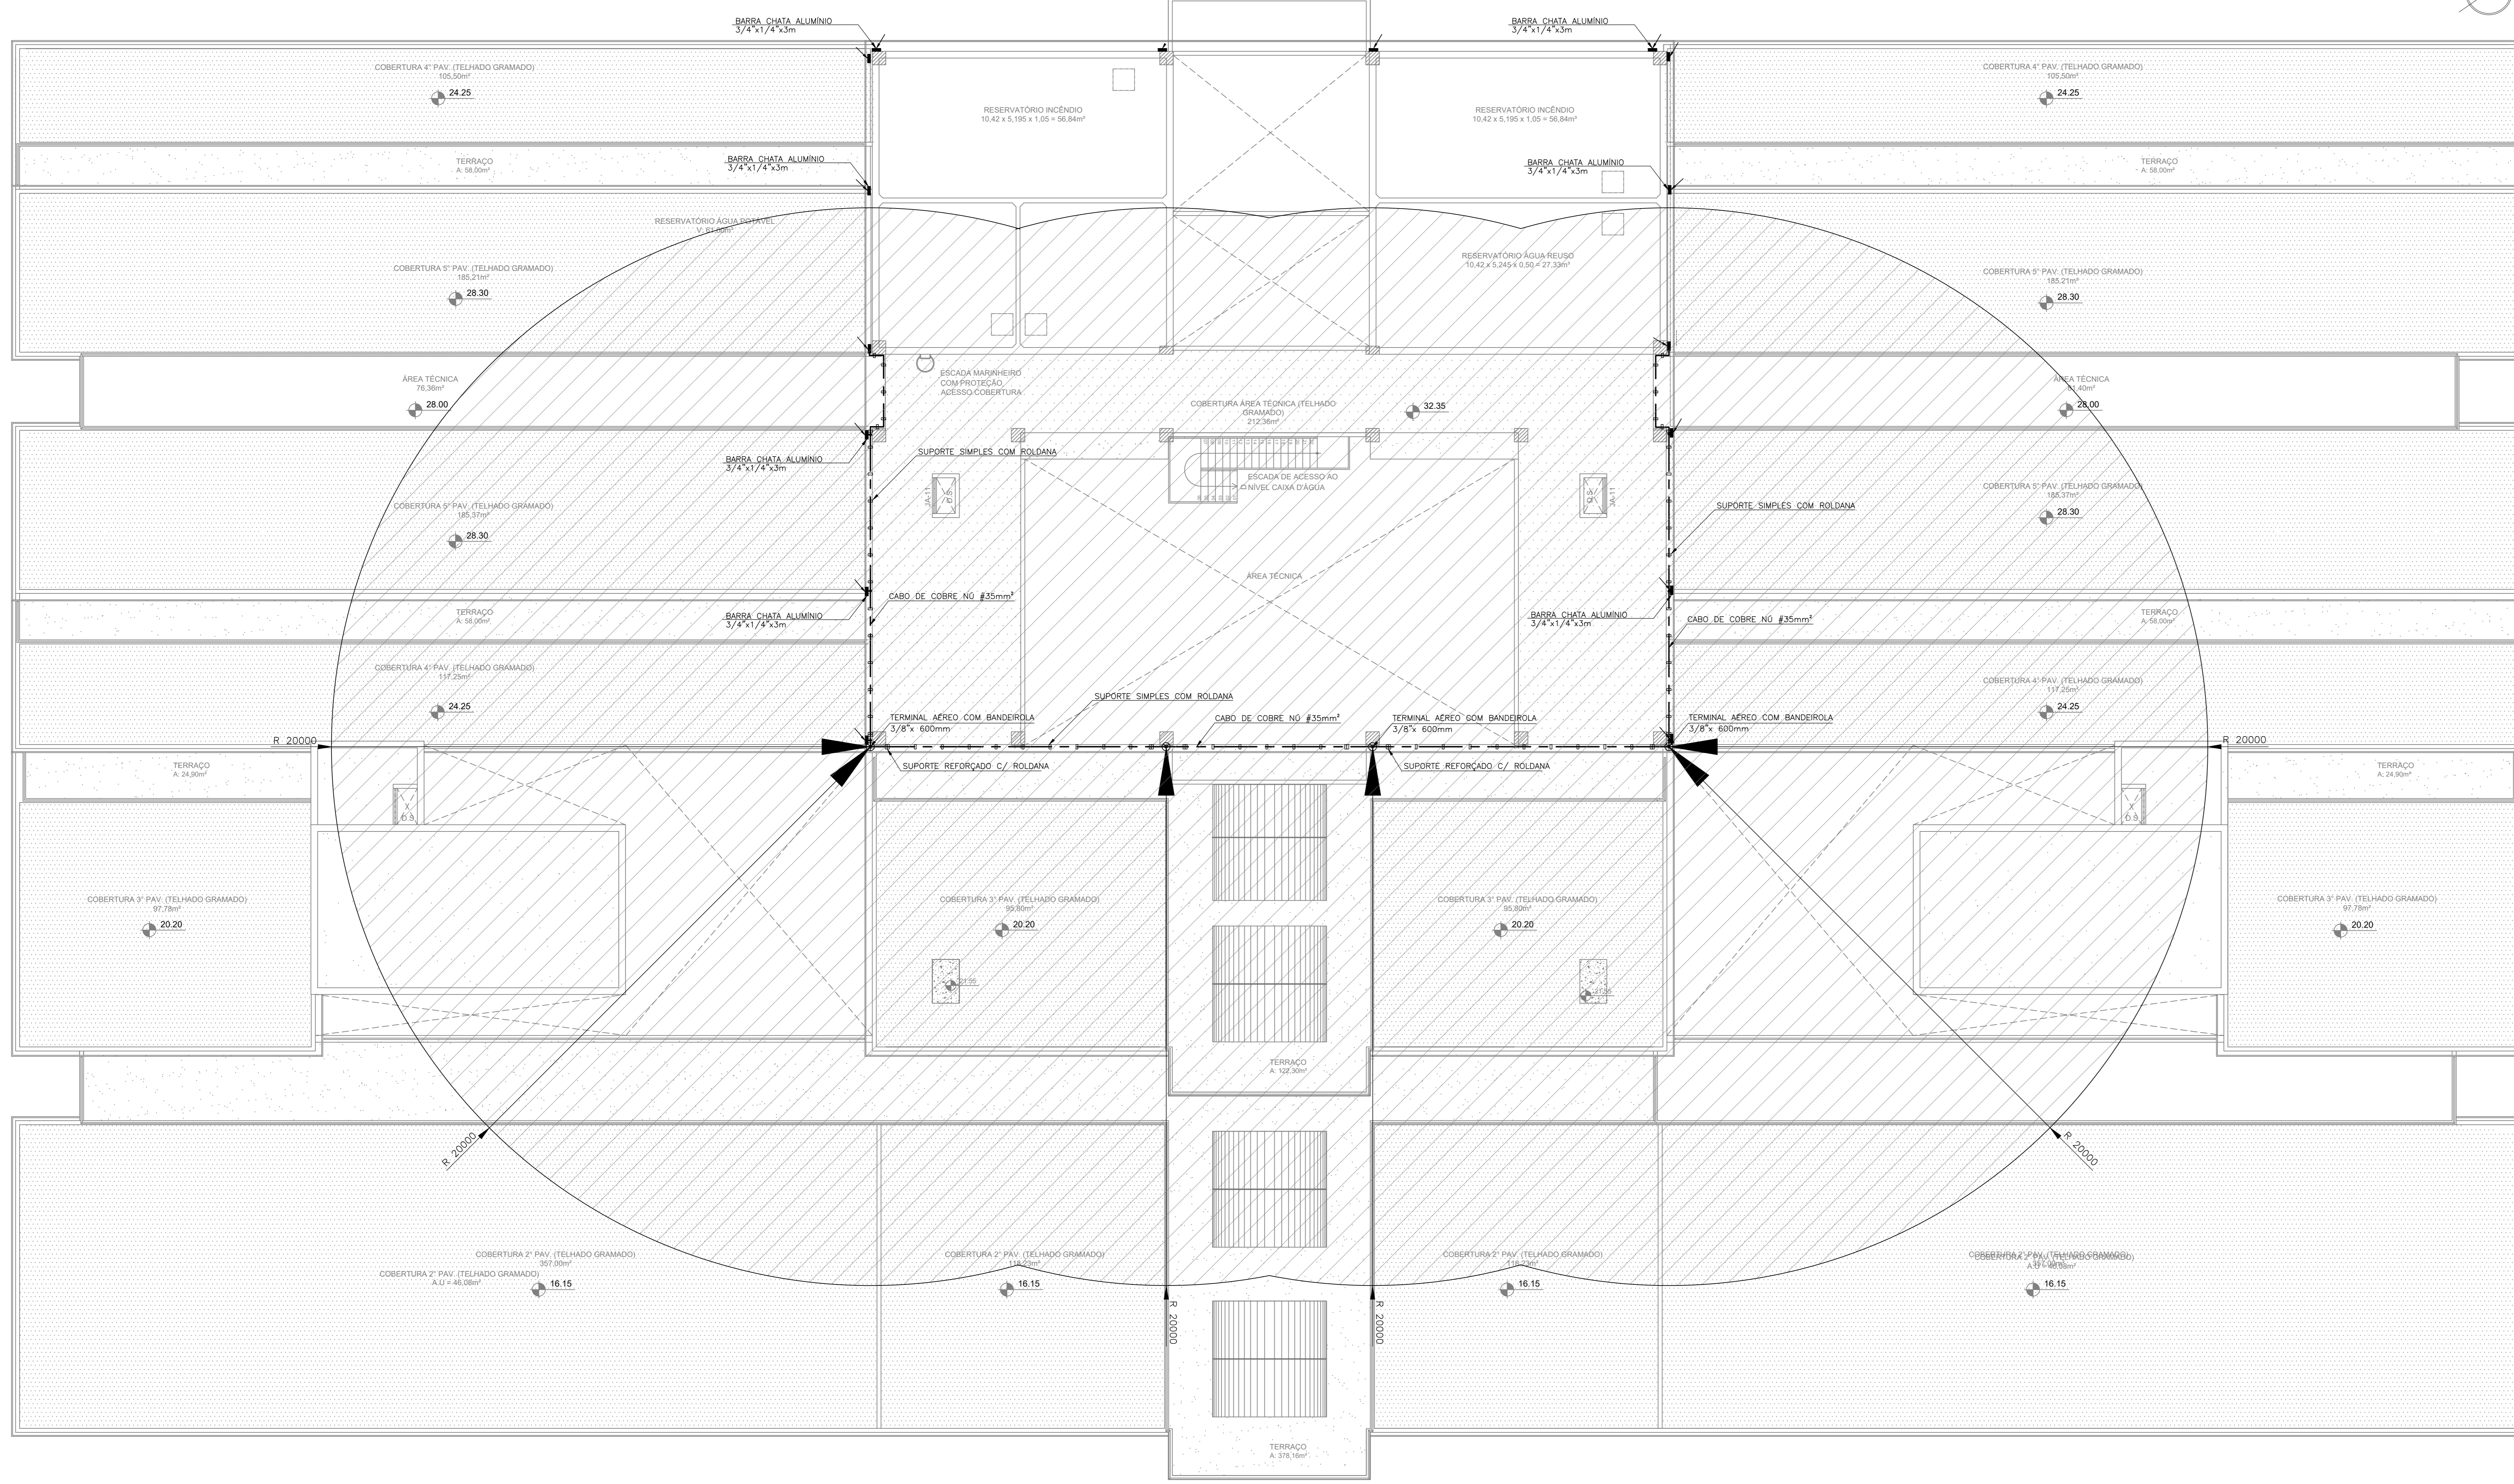 BARRA CHATA ALUMÍNIO
3/4"x1/4"x3m
BARRA CHATA ALUMÍNIO
3/4"x1/4"x3m
COBERTURA 4° PAV. (TELHADO GRAMADO)
105,50m²
24.25
RESERVATÓRIO INCÊNDIO
10,42 x 5,195 x 1,05 = 56,84m³
RESERVATÓRIO INCÊNDIO
10,42 x 5,195 x 1,05 = 56,84m³
COBERTURA 4° PAV. (TELHADO GRAMADO)
105,50m²
24.25
TERRAÇO
A: 58,00m²
BARRA CHATA ALUMÍNIO
3/4"x1/4"x3m
BARRA CHATA ALUMÍNIO
3/4"x1/4"x3m
TERRAÇO
A: 58,00m²
RESERVATÓRIO ÁGUA POTÁVEL
V: 61,00m³
COBERTURA 5° PAV. (TELHADO GRAMADO)
185,21m²
28.30
RESERVATÓRIO ÁGUA REUSO
10,42 x 5,245 x 0,50 = 27,33m³
COBERTURA 5° PAV. (TELHADO GRAMADO)
185,21m²
28.30
ÁREA TÉCNICA
76,36m²
28.00
ESCADA MARINHEIRO
COM PROTEÇÃO,
ACESSO COBERTURA
COBERTURA ÁREA TÉCNICA (TELHADO
GRAMADO)
212,36m²
32.35
ÁREA TÉCNICA
81,40m²
28.00
BARRA CHATA ALUMÍNIO
3/4"x1/4"x3m
SUPORTE SIMPLES COM ROLDANA
JA-11
D.S
ESCADA DE ACESSO AO
NÍVEL CAIXA D'ÁGUA
D.S
JA-11
SUPORTE SIMPLES COM ROLDANA
COBERTURA 5° PAV. (TELHADO GRAMADO)
185,37m²
28.30
COBERTURA 5° PAV. (TELHADO GRAMADO)
185,37m²
28.30
ÁREA TÉCNICA
CABO DE COBRE NÚ #35mm²
TERRAÇO
A: 58,00m²
BARRA CHATA ALUMÍNIO
3/4"x1/4"x3m
BARRA CHATA ALUMÍNIO
3/4"x1/4"x3m
CABO DE COBRE NÚ #35mm²
TERRAÇO
A: 58,00m²
COBERTURA 4° PAV. (TELHADO GRAMADO)
117,25m²
24.25
COBERTURA 4° PAV. (TELHADO GRAMADO)
117,25m²
24.25
SUPORTE SIMPLES COM ROLDANA
TERMINAL AÉREO COM BANDEIROLA
3/8"x 600mm
CABO DE COBRE NÚ #35mm²
TERMINAL AÉREO COM BANDEIROLA
3/8"x 600mm
TERMINAL AÉREO COM BANDEIROLA
3/8"x 600mm
R 20000
R 20000
SUPORTE REFORÇADO C/ ROLDANA
SUPORTE REFORÇADO C/ ROLDANA
TERRAÇO
A: 24,90m²
TERRAÇO
A: 24,90m²
D.S
D.S
COBERTURA 3° PAV. (TELHADO GRAMADO)
97,78m²
20.20
COBERTURA 3° PAV. (TELHADO GRAMADO)
95,80m²
20.20
COBERTURA 3° PAV. (TELHADO GRAMADO)
95,80m²
20.20
COBERTURA 3° PAV. (TELHADO GRAMADO)
97,78m²
20.20
21.55
21.55
TERRAÇO
A: 122,30m²
R 20000
R 20000
COBERTURA 2° PAV. (TELHADO GRAMADO)
357,00m²
COBERTURA 2° PAV. (TELHADO GRAMADO)
A.U = 46,08m²
16.15
COBERTURA 2° PAV. (TELHADO GRAMADO)
118,23m²
16.15
COBERTURA 2° PAV. (TELHADO GRAMADO)
118,23m²
16.15
COBERTURA 2° PAV. (TELHADO GRAMADO)
16.15
R 20000
R 20000
TERRAÇO
A: 378,16m²